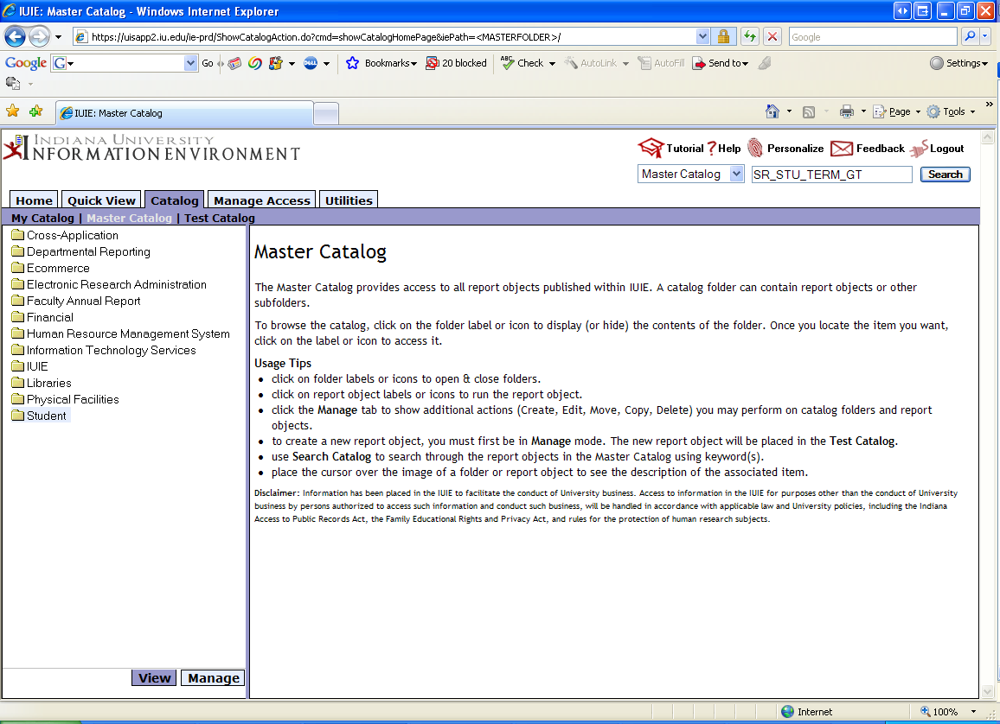 IUIE: Master Catalog - Windows Internet Explorer
https://uisapp2.iu.edu/ie-prd/ShowCatalogAction.do?cmd=showCatalogHomePage&iePath=<MASTERFOLDER>/
Google
Google G Go DELL Bookmarks 20 blocked ABC Check AutoLink AutoFill Send to Settings
IUIE: Master Catalog
Page Tools »
INDIANA UNIVERSITY
INFORMATION ENVIRONMENT
Tutorial ? Help Personalize Feedback Logout
Master Catalog SR_STU_TERM_GT Search
Home Quick View Catalog Manage Access Utilities
My Catalog | Master Catalog | Test Catalog
Cross-Application
Departmental Reporting
Ecommerce
Electronic Research Administration
Faculty Annual Report
Financial
Human Resource Management System
Information Technology Services
IUIE
Libraries
Physical Facilities
Student
View Manage
Master Catalog
The Master Catalog provides access to all report objects published within IUIE. A catalog folder can contain report objects or other
subfolders.
To browse the catalog, click on the folder label or icon to display (or hide) the contents of the folder. Once you locate the item you want,
click on the label or icon to access it.
Usage Tips
• click on folder labels or icons to open & close folders.
• click on report object labels or icons to run the report object.
• click the Manage tab to show additional actions (Create, Edit, Move, Copy, Delete) you may perform on catalog folders and report
objects.
• to create a new report object, you must first be in Manage mode. The new report object will be placed in the Test Catalog.
• use Search Catalog to search through the report objects in the Master Catalog using keyword(s).
• place the cursor over the image of a folder or report object to see the description of the associated item.
Disclaimer: Information has been placed in the IUIE to facilitate the conduct of University business. Access to information in the IUIE for purposes other than the conduct of University
business by persons authorized to access such information and conduct such business, will be handled in accordance with applicable law and University policies, including the Indiana
Access to Public Records Act, the Family Educational Rights and Privacy Act, and rules for the protection of human research subjects.
Internet 100%